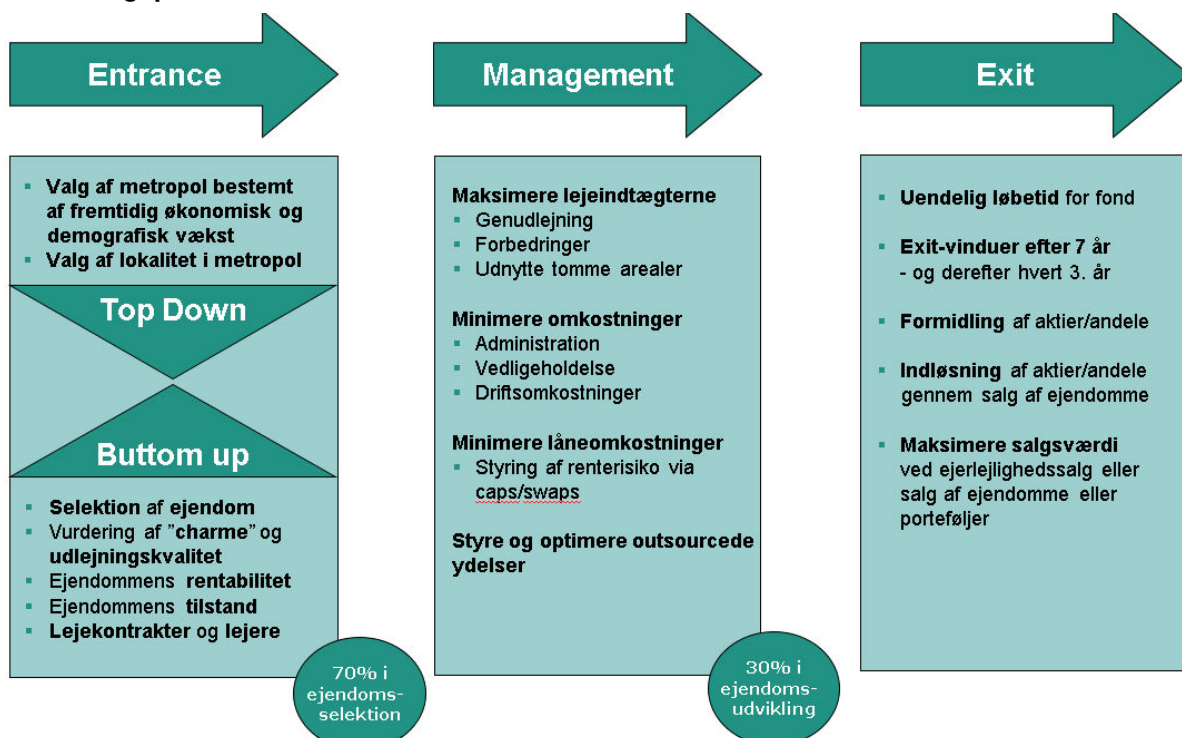 Entrance
Valg af metropol bestemt
af fremtidig økonomisk og
demografisk vækst
Valg af lokalitet i metropol
Top Down
Buttom up
Selektion af ejendom
Vurdering af ”charme” og
udlejningskvalitet
Ejendommens rentabilitet
Ejendommens tilstand
Lejekontrakter og lejere
70% i
ejendoms-
selektion
Management
Maksimere lejeindtægterne
Genudlejning
Forbedringer
Udnytte tomme arealer
Minimere omkostninger
Administration
Vedligeholdelse
Driftsomkostninger
Minimere låneomkostninger
Styring af renterisiko via
caps/swaps
Styre og optimere outsourcede
ydelser
30% i
ejendoms-
udvikling
Exit
Uendelig løbetid for fond
Exit-vinduer efter 7 år
- og derefter hvert 3. år
Formidling af aktier/andele
Indløsning af aktier/andele
gennem salg af ejendomme
Maksimere salgsværdi
ved ejerlejlighedssalg eller
salg af ejendomme eller
porteføljer